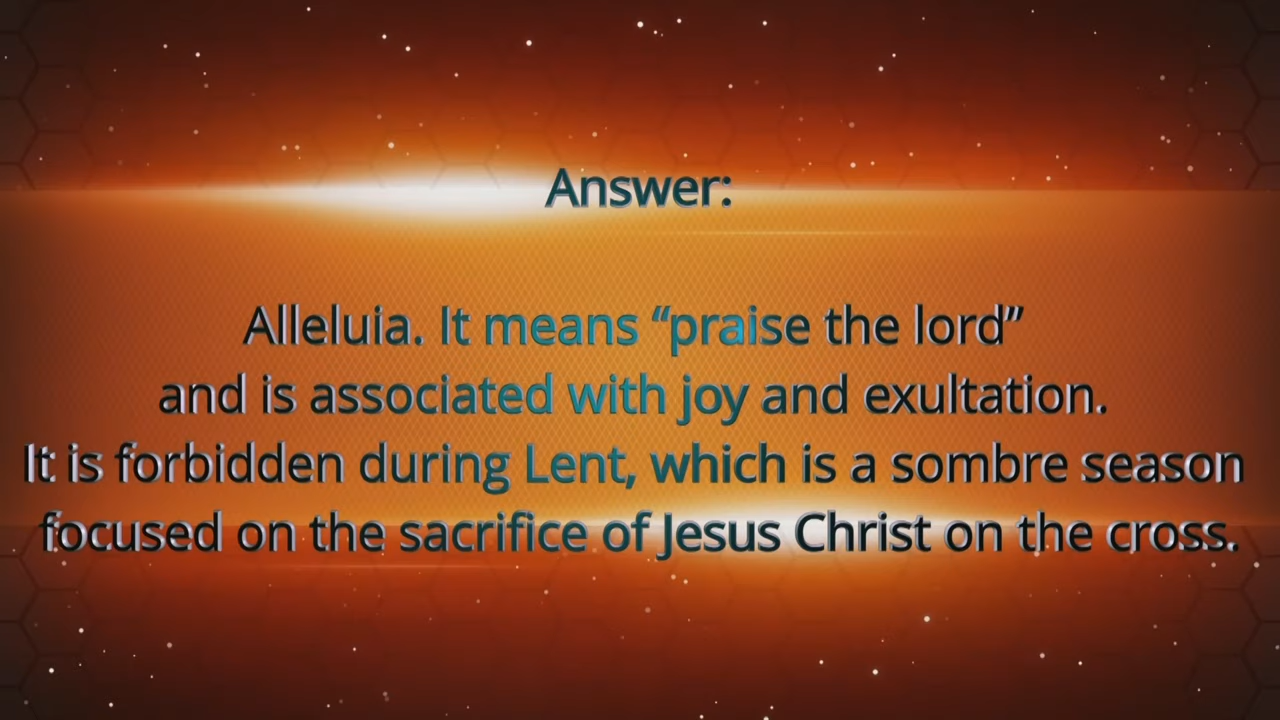 Answer:
Alleluia. It means “praise the lord”
and is associated with joy and exultation.
It is forbidden during Lent, which is a sombre season
focused on the sacrifice of Jesus Christ on the cross.